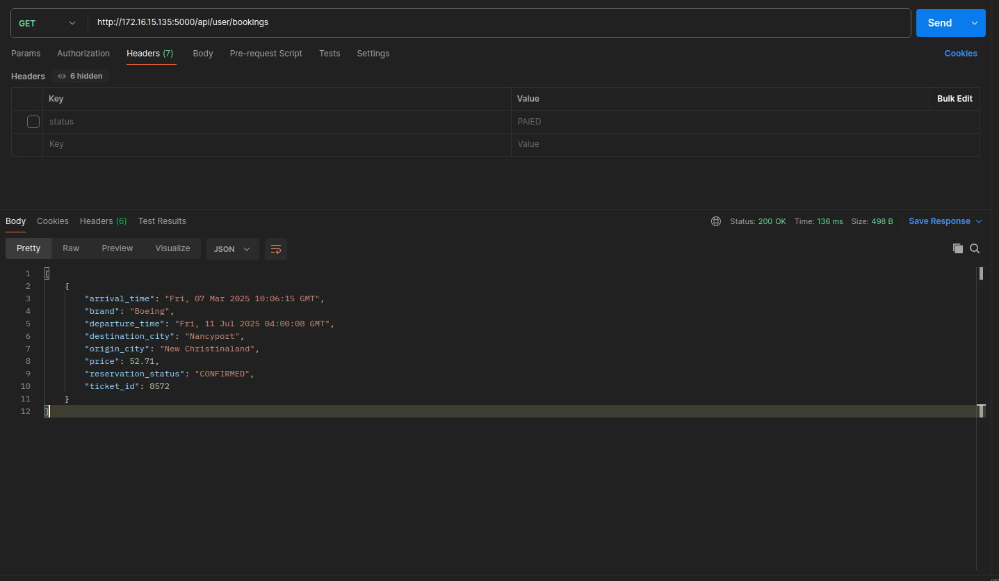 GET http://172.16.15.135:5000/api/user/bookings Send
Params Authorization Headers (7) Body Pre-request Script Tests Settings Cookies
Headers 6 hidden
Key Value Bulk Edit
status PAIED
Key Value
Body Cookies Headers (6) Test Results Status: 200 OK Time: 136 ms Size: 498 B Save Response
Pretty Raw Preview Visualize JSON
1 [
2 {
3 "arrival_time": "Fri, 07 Mar 2025 10:06:15 GMT",
4 "brand": "Boeing",
5 "departure_time": "Fri, 11 Jul 2025 04:00:08 GMT",
6 "destination_city": "Nancyport",
7 "origin_city": "New Christinaland",
8 "price": 52.71,
9 "reservation_status": "CONFIRMED",
10 "ticket_id": 8572
11 }
12 ]